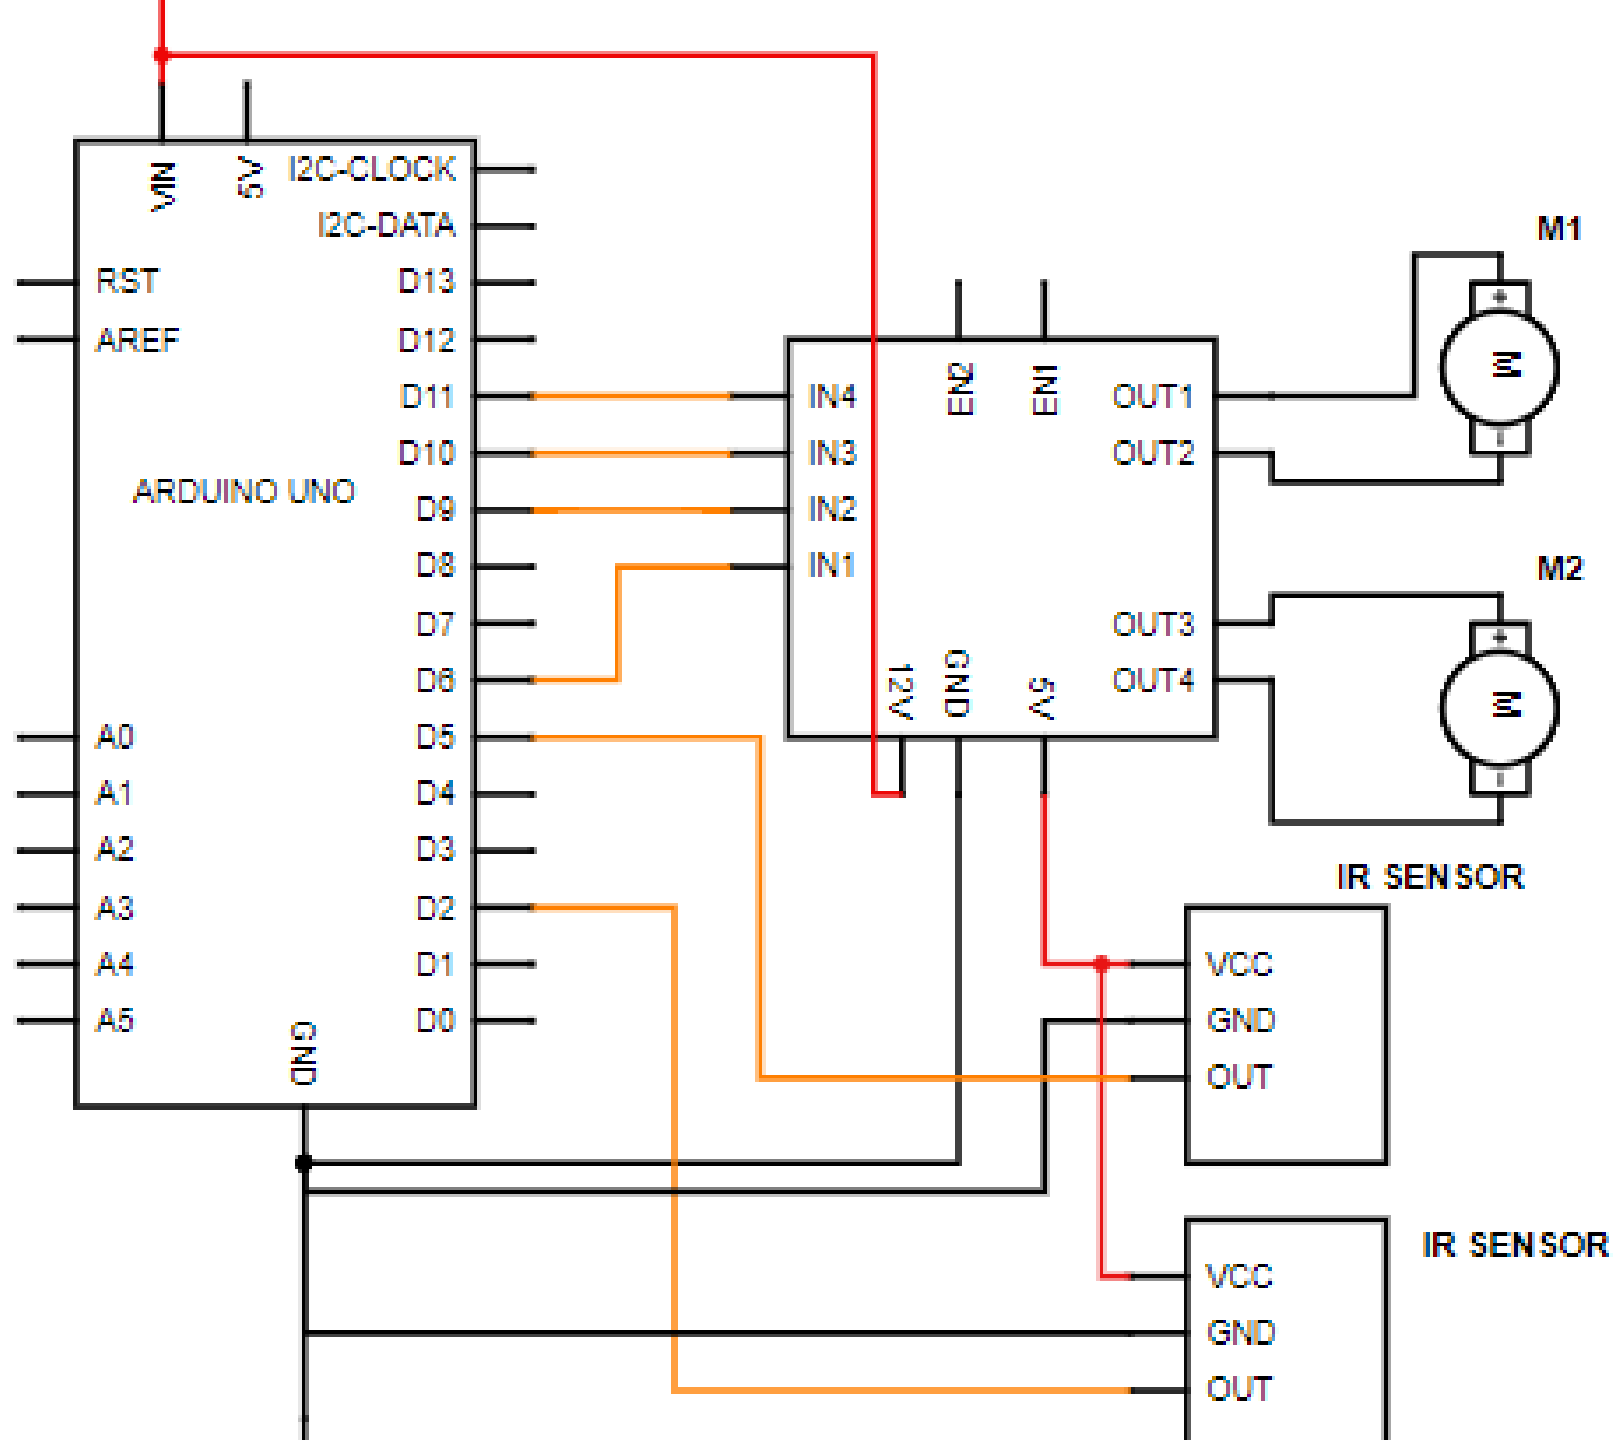 VIN
5V
I2C-CLOCK
I2C-DATA
RST
AREF
D13
D12
D11
D10
ARDUINO UNO
D9
D8
D7
D6
D5
D4
D3
D2
D1
D0
A0
A1
A2
A3
A4
A5
GND
IN4
IN3
IN2
IN1
EN2
EN1
OUT1
OUT2
OUT3
OUT4
12V
GND
5V
M1
+
M
-
M2
+
M
-
IR SENSOR
VCC
GND
OUT
IR SENSOR
VCC
GND
OUT